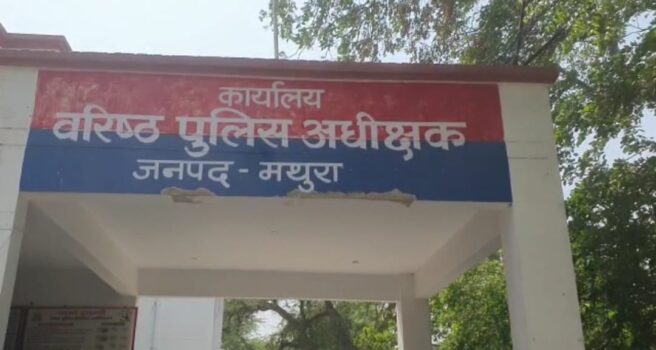 कार्यालय
वरिष्ठ पुलिस अधीक्षक
जनपद - मथुरा